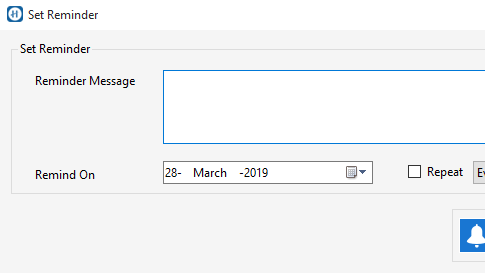 Set Reminder
Set Reminder
Reminder Message
Remind On
28- March -2019
Repeat